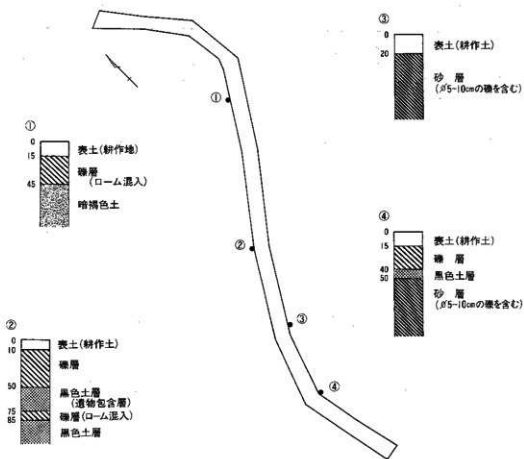 ③
0
表土(耕作土)
20
砂 層
(∅5~10cmの礫を含む)
①
①
0
表土(耕作地)
15
礫層
(ローム混入)
45
暗褐色土
②
③
④
④
0
表土(耕作土)
15
礫 層
40
黒色土層
50
砂 層
(∅5~10cmの礫を含む)
②
0
表土(耕作土)
10
礫層
50
黒色土層
(遺物包含層)
75
礫層(ローム混入)
85
黒色土層